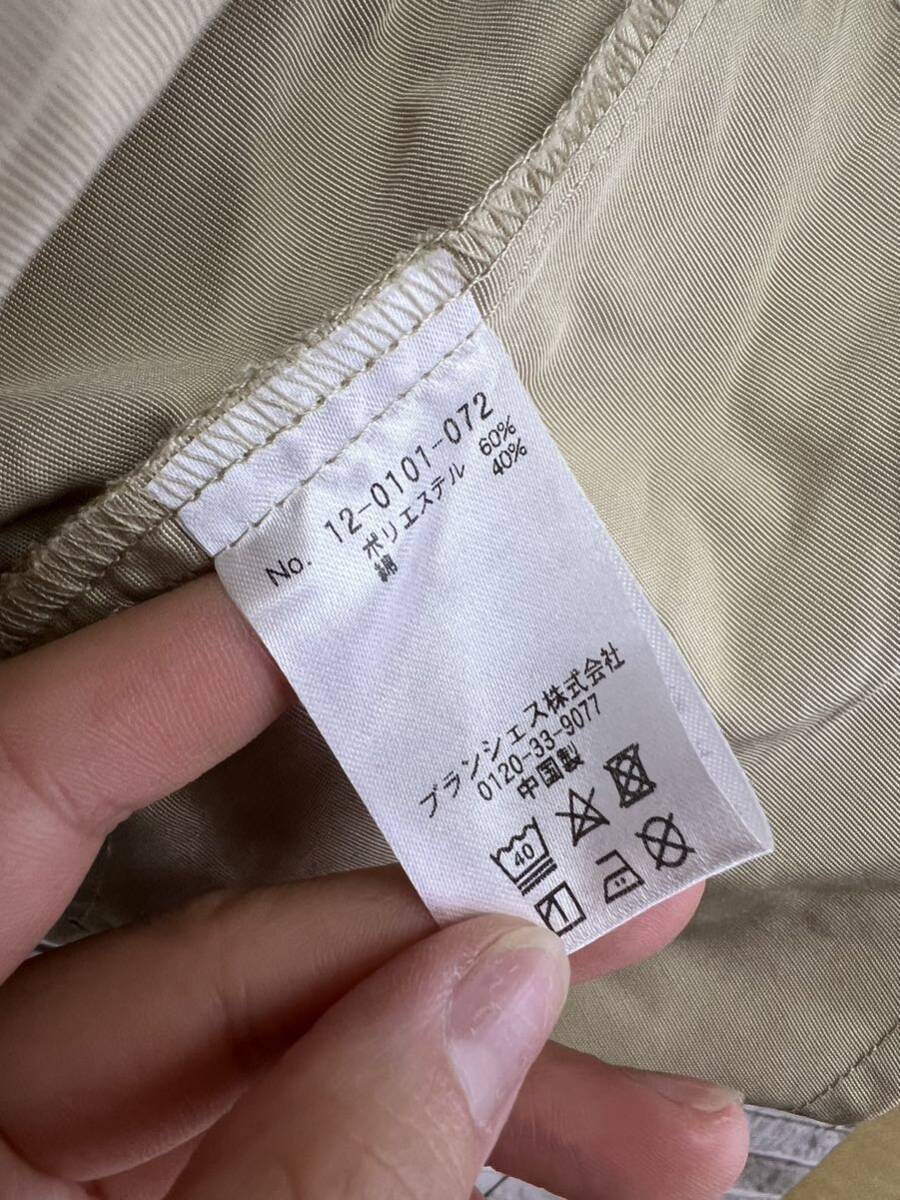 No. 12-0101-072
ポリエステル 60%
綿 40%
ブランシェス株式会社
0120-33-9077
中国製
40